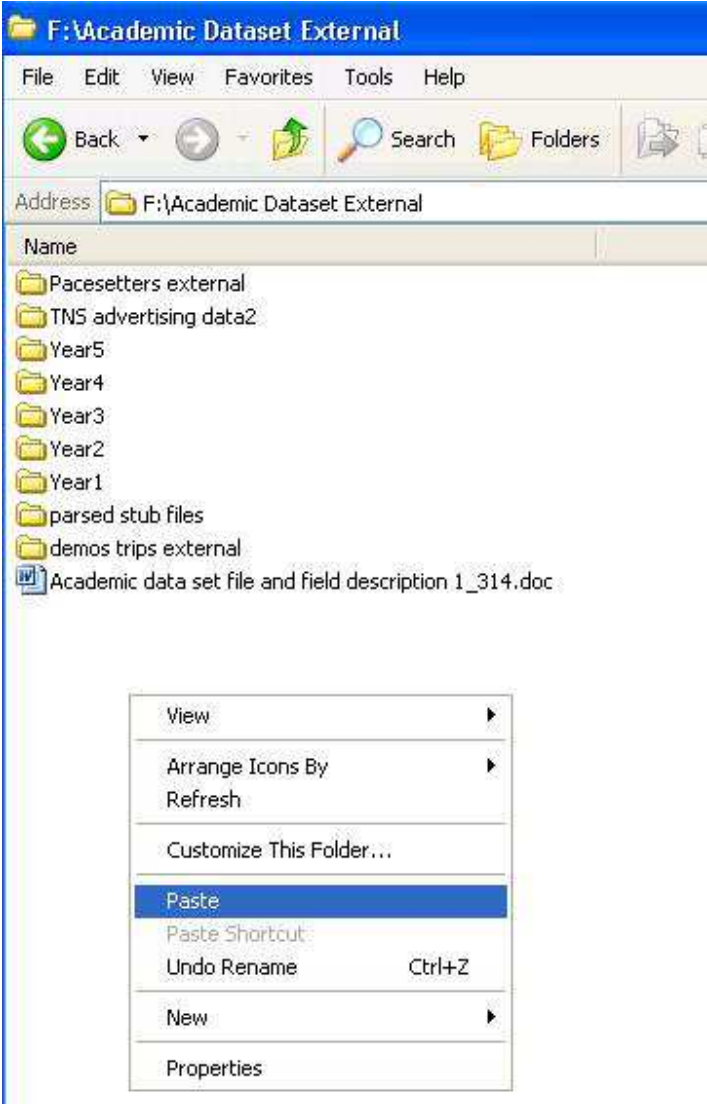 F:\Academic Dataset External
File Edit View Favorites Tools Help
Back Search Folders
Address F:\Academic Dataset External
Name
Pacesetters external
TNS advertising data2
Year5
Year4
Year3
Year2
Year1
parsed stub files
demos trips external
Academic data set file and field description 1_314.doc
View
Arrange Icons By
Refresh
Customize This Folder...
Paste
Paste Shortcut
Undo Rename Ctrl+Z
New
Properties